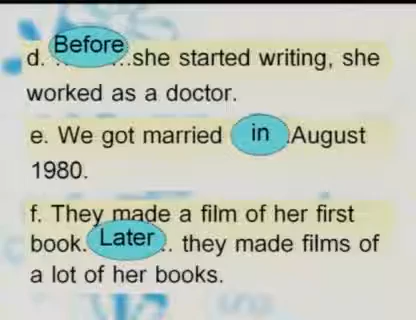 d. . Before ..she started writing, she
worked as a doctor.
e. We got married in .August
1980.
f. They made a film of her first
book. Later .. they made films of
a lot of her books.